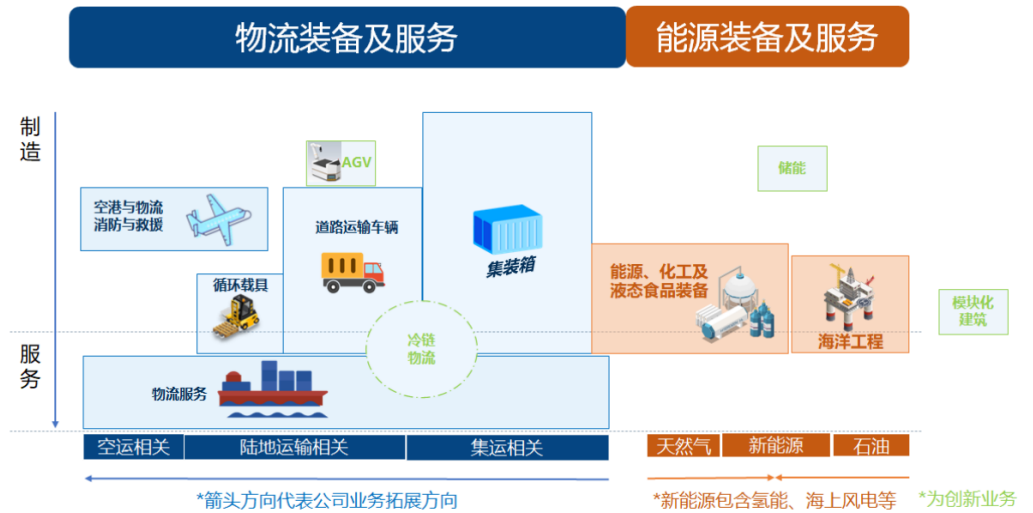 物流装备及服务
能源装备及服务
制造
AGV
储能
空港与物流
消防与救援
道路运输车辆
集装箱
能源、化工及
液态食品装备
循环载具
模块化
建筑
海洋工程
冷链
物流
服务
物流服务
空运相关
陆地运输相关
集运相关
天然气
新能源
石油
*箭头方向代表公司业务拓展方向
*新能源包含氢能、海上风电等
*为创新业务